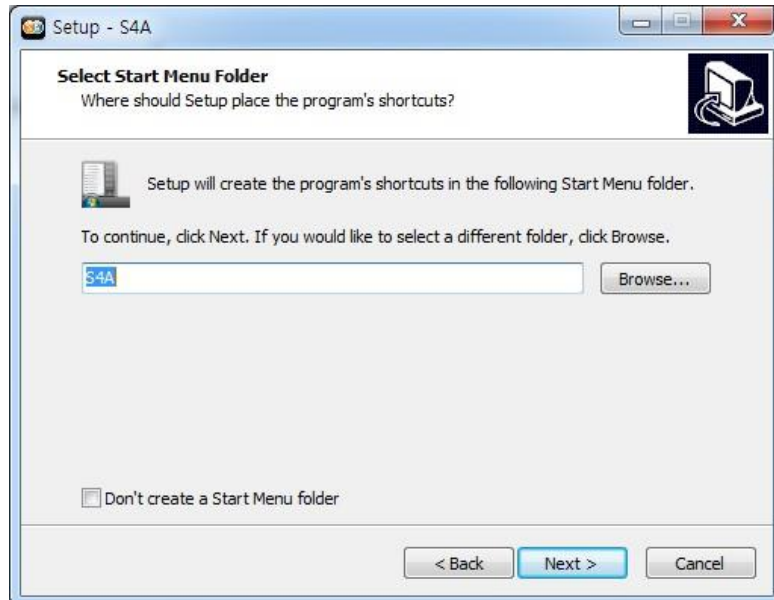 Setup - S4A
Select Start Menu Folder
Where should Setup place the program's shortcuts?
Setup will create the program's shortcuts in the following Start Menu folder.
To continue, click Next. If you would like to select a different folder, click Browse.
S4A
Browse...
Don't create a Start Menu folder
< Back
Next >
Cancel